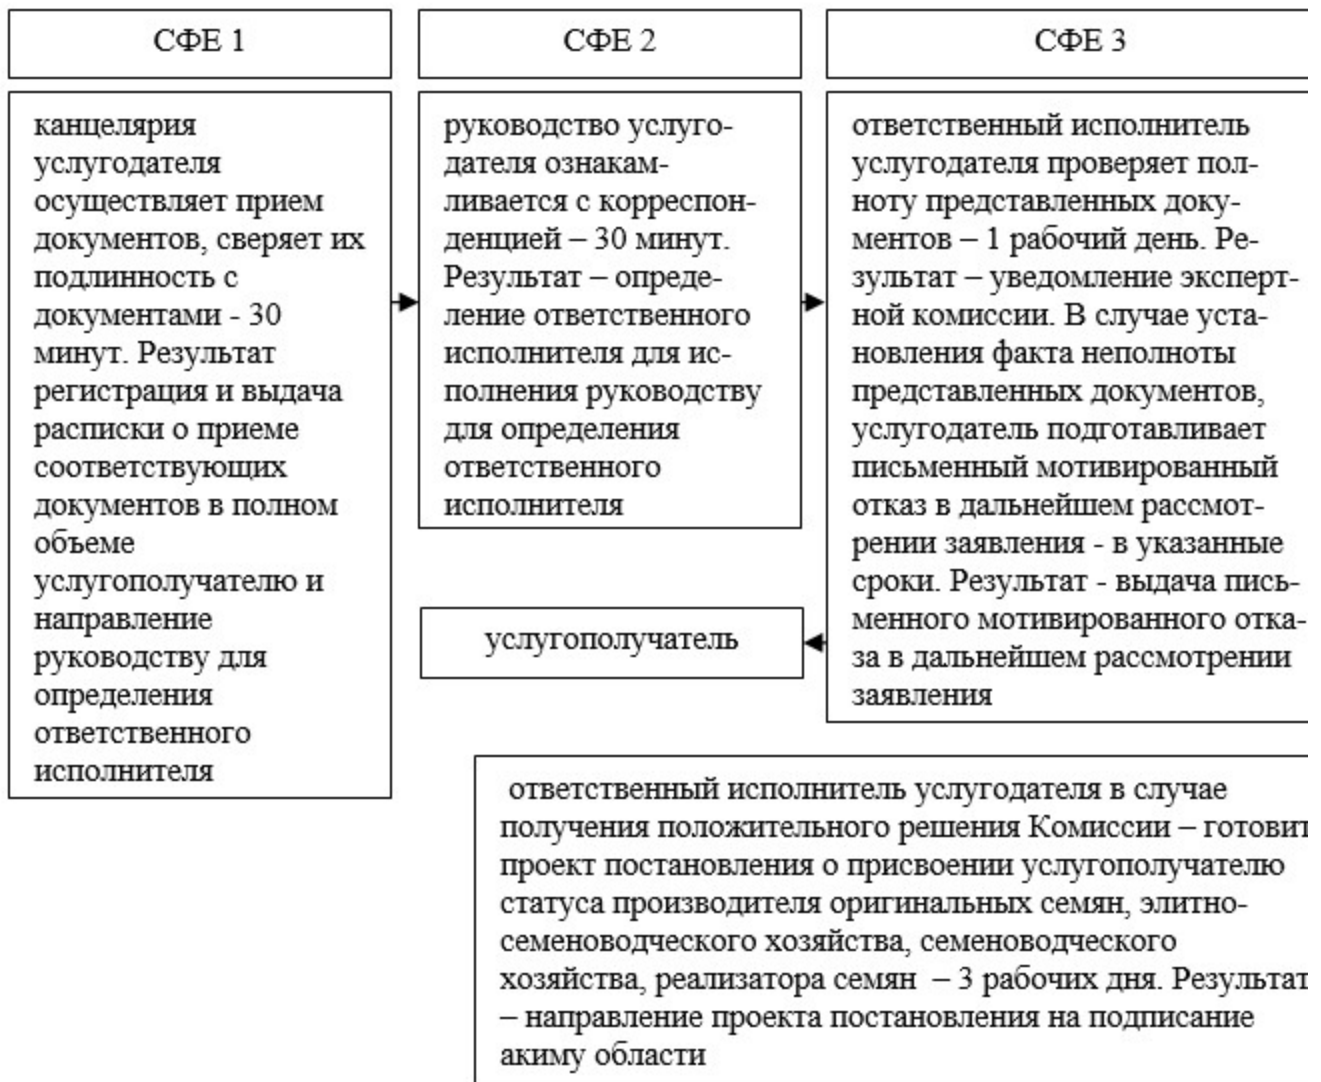 СФЕ 1
СФЕ 2
СФЕ 3
канцелярия
услугодателя
осуществляет прием
документов, сверяет их
подлинность с
документами - 30
минут. Результат
регистрация и выдача
расписки о приеме
соответствующих
документов в полном
объеме
услугополучателю и
направление
руководству для
определения
ответственного
исполнителя
руководство услуго-
дателя ознакам-
ливается с корреспон-
денцией – 30 минут.
Результат – опреде-
ление ответственного
исполнителя для ис-
полнения руководству
для определения
ответственного
исполнителя
ответственный исполнитель
услугодателя проверяет пол-
ноту представленных доку-
ментов – 1 рабочий день. Ре-
зультат – уведомление эксперт-
ной комиссии. В случае уста-
новления факта неполноты
представленных документов,
услугодатель подготавливает
письменный мотивированный
отказ в дальнейшем рассмот-
рении заявления - в указанные
сроки. Результат - выдача пись-
менного мотивированного отка-
за в дальнейшем рассмотрении
заявления
услугополучатель
ответственный исполнитель услугодателя в случае
получения положительного решения Комиссии – готовит
проект постановления о присвоении услугополучателю
статуса производителя оригинальных семян, элитно-
семеноводческого хозяйства, семеноводческого
хозяйства, реализатора семян – 3 рабочих дня. Результат
– направление проекта постановления на подписание
акиму области